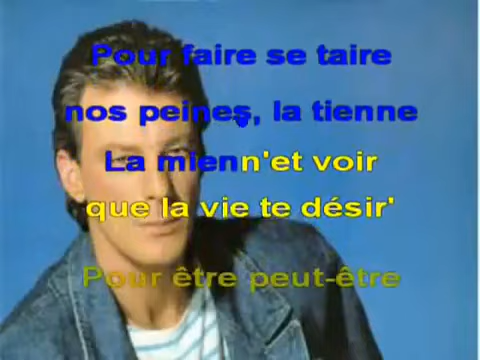 Pour faire se taire
nos peines, la tienne
La mienn'et voir
que la vie te désir'
Pour être peut-être